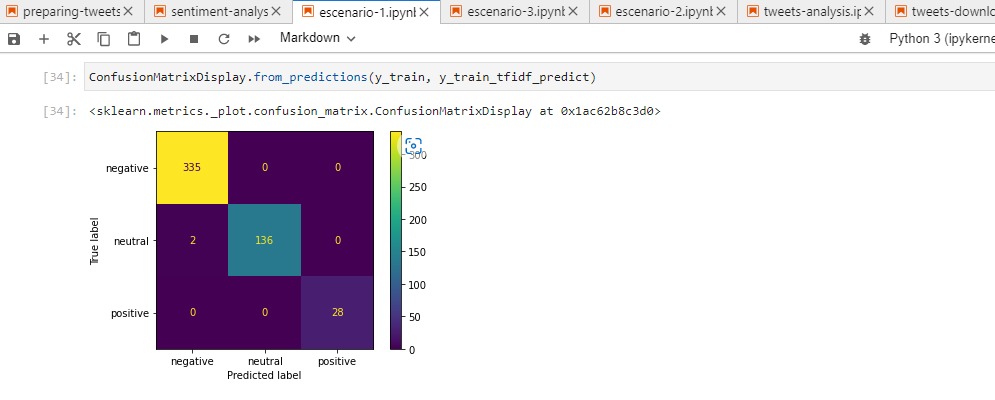 preparing-tweets
sentiment-analys
escenario-1.ipynb
escenario-3.ipynb
escenario-2.ipynb
tweets-analysis.ip
tweets-downlo
Markdown
Python 3 (ipykerne
[34]: ConfusionMatrixDisplay.from_predictions(y_train, y_train_tfidf_predict)
[34]: <sklearn.metrics._plot.confusion_matrix.ConfusionMatrixDisplay at 0x1ac62b8c3d0>
True label
negative 335 0 0
neutral 2 136 0
positive 0 0 28
negative neutral positive
Predicted label
300
250
200
150
100
50
0